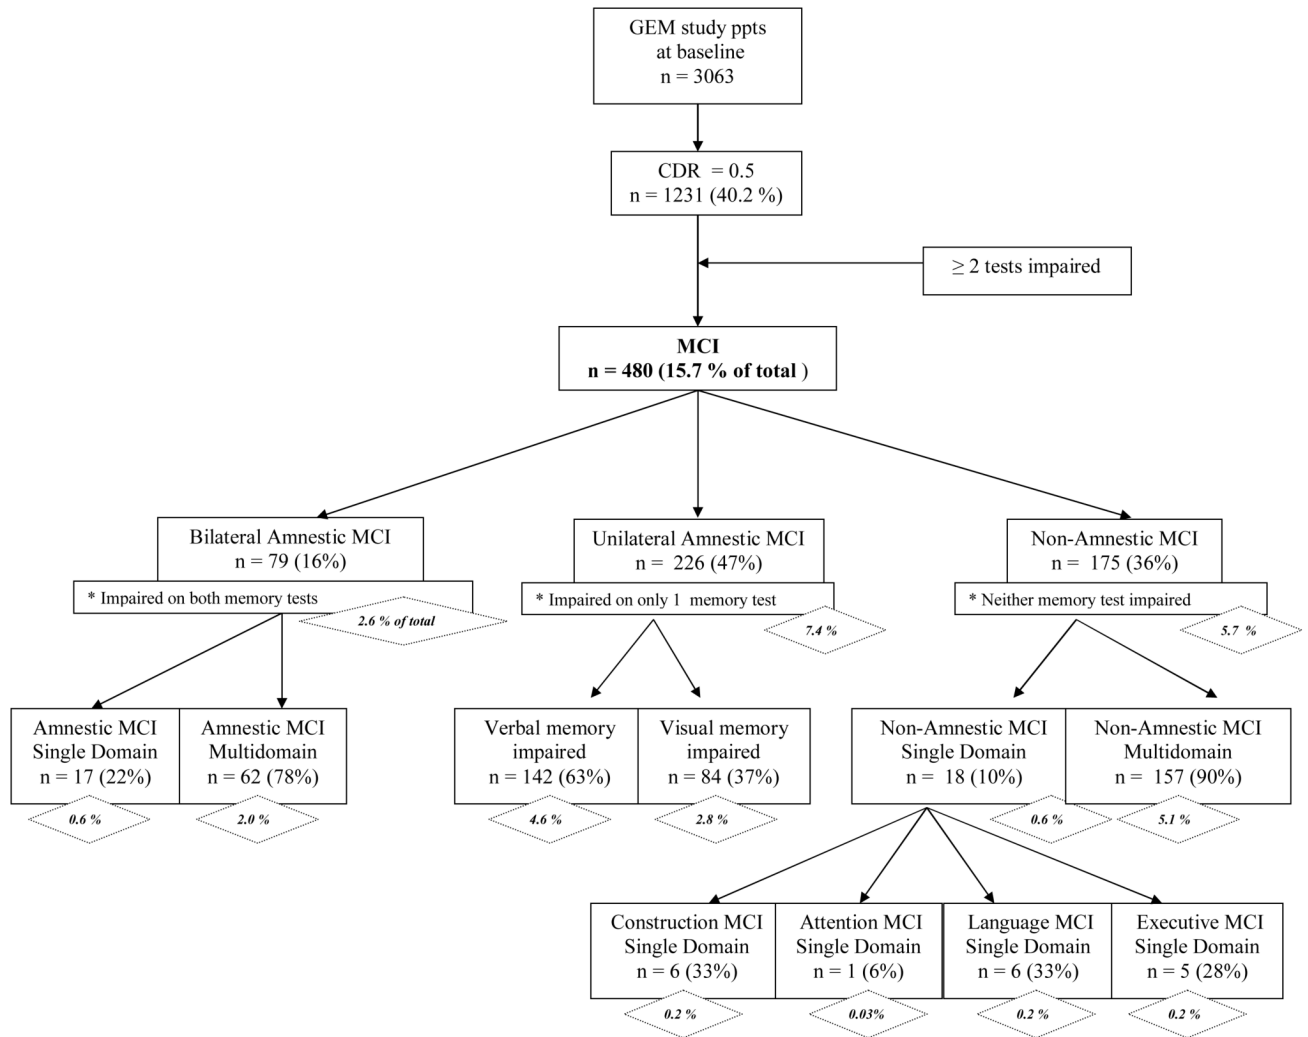 GEM study ppts
at baseline
n = 3063
CDR = 0.5
n = 1231 (40.2 %)
≥ 2 tests impaired
MCI
n = 480 (15.7 % of total )
Bilateral Amnestic MCI
n = 79 (16%)
* Impaired on both memory tests
2.6 % of total
Unilateral Amnestic MCI
n = 226 (47%)
* Impaired on only 1 memory test
7.4 %
Non-Amnestic MCI
n = 175 (36%)
* Neither memory test impaired
5.7 %
Amnestic MCI
Single Domain
n = 17 (22%)
0.6 %
Amnestic MCI
Multidomain
n = 62 (78%)
2.0 %
Verbal memory
impaired
n = 142 (63%)
4.6 %
Visual memory
impaired
n = 84 (37%)
2.8 %
Non-Amnestic MCI
Single Domain
n = 18 (10%)
0.6 %
Non-Amnestic MCI
Multidomain
n = 157 (90%)
5.1 %
Construction MCI
Single Domain
n = 6 (33%)
0.2 %
Attention MCI
Single Domain
n = 1 (6%)
0.03%
Language MCI
Single Domain
n = 6 (33%)
0.2 %
Executive MCI
Single Domain
n = 5 (28%)
0.2 %